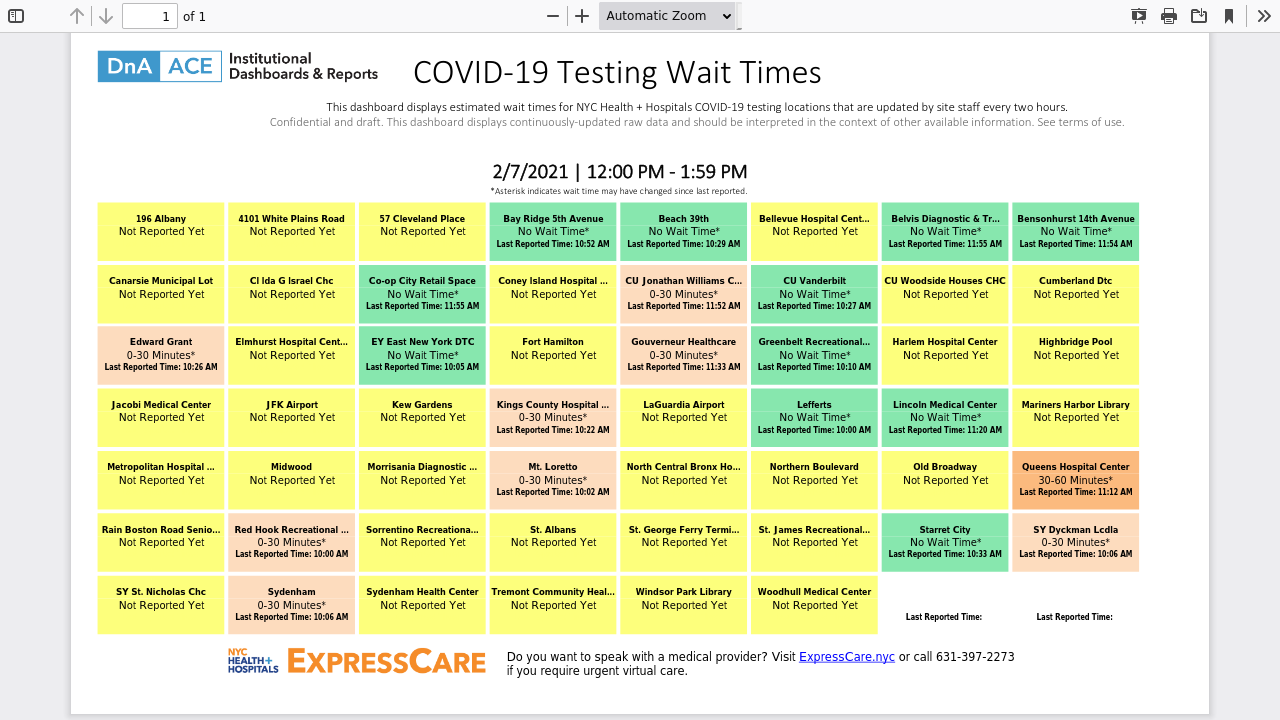 1 of 1
Automatic Zoom
DnA ACE Institutional
Dashboards & Reports
COVID-19 Testing Wait Times
This dashboard displays estimated wait times for NYC Health + Hospitals COVID-19 testing locations that are updated by site staff every two hours.
Confidential and draft. This dashboard displays continuously-updated raw data and should be interpreted in the context of other available information. See terms of use.
2/7/2021 | 12:00 PM - 1:59 PM
*Asterisk indicates wait time may have changed since last reported.
196 Albany
Not Reported Yet
4101 White Plains Road
Not Reported Yet
57 Cleveland Place
Not Reported Yet
Bay Ridge 5th Avenue
No Wait Time*
Last Reported Time: 10:52 AM
Beach 39th
No Wait Time*
Last Reported Time: 10:29 AM
Bellevue Hospital Cent...
Not Reported Yet
Belvis Diagnostic & Tr...
No Wait Time*
Last Reported Time: 11:55 AM
Bensonhurst 14th Avenue
No Wait Time*
Last Reported Time: 11:54 AM
Canarsie Municipal Lot
Not Reported Yet
Cl Ida G Israel Chc
Not Reported Yet
Co-op City Retail Space
No Wait Time*
Last Reported Time: 11:55 AM
Coney Island Hospital ...
Not Reported Yet
CU Jonathan Williams C...
0-30 Minutes*
Last Reported Time: 11:52 AM
CU Vanderbilt
No Wait Time*
Last Reported Time: 10:27 AM
CU Woodside Houses CHC
Not Reported Yet
Cumberland Dtc
Not Reported Yet
Edward Grant
0-30 Minutes*
Last Reported Time: 10:26 AM
Elmhurst Hospital Cent...
Not Reported Yet
EY East New York DTC
No Wait Time*
Last Reported Time: 10:05 AM
Fort Hamilton
Not Reported Yet
Gouverneur Healthcare
0-30 Minutes*
Last Reported Time: 11:33 AM
Greenbelt Recreational...
No Wait Time*
Last Reported Time: 10:10 AM
Harlem Hospital Center
Not Reported Yet
Highbridge Pool
Not Reported Yet
Jacobi Medical Center
Not Reported Yet
JFK Airport
Not Reported Yet
Kew Gardens
Not Reported Yet
Kings County Hospital ...
0-30 Minutes*
Last Reported Time: 10:22 AM
LaGuardia Airport
Not Reported Yet
Lefferts
No Wait Time*
Last Reported Time: 10:00 AM
Lincoln Medical Center
No Wait Time*
Last Reported Time: 11:20 AM
Mariners Harbor Library
Not Reported Yet
Metropolitan Hospital ...
Not Reported Yet
Midwood
Not Reported Yet
Morrisania Diagnostic ...
Not Reported Yet
Mt. Loretto
0-30 Minutes*
Last Reported Time: 10:02 AM
North Central Bronx Ho...
Not Reported Yet
Northern Boulevard
Not Reported Yet
Old Broadway
Not Reported Yet
Queens Hospital Center
30-60 Minutes*
Last Reported Time: 11:12 AM
Rain Boston Road Senio...
Not Reported Yet
Red Hook Recreational ...
0-30 Minutes*
Last Reported Time: 10:00 AM
Sorrentino Recreationa...
Not Reported Yet
St. Albans
Not Reported Yet
St. George Ferry Termi...
Not Reported Yet
St. James Recreational...
Not Reported Yet
Starret City
No Wait Time*
Last Reported Time: 10:33 AM
SY Dyckman Lcdla
0-30 Minutes*
Last Reported Time: 10:06 AM
SY St. Nicholas Chc
Not Reported Yet
Sydenham
0-30 Minutes*
Last Reported Time: 10:06 AM
Sydenham Health Center
Not Reported Yet
Tremont Community Heal...
Not Reported Yet
Windsor Park Library
Not Reported Yet
Woodhull Medical Center
Not Reported Yet
Last Reported Time:
Last Reported Time:
NYC
HEALTH+
HOSPITALS
EXPRESSCARE
Do you want to speak with a medical provider? Visit ExpressCare.nyc or call 631-397-2273
if you require urgent virtual care.